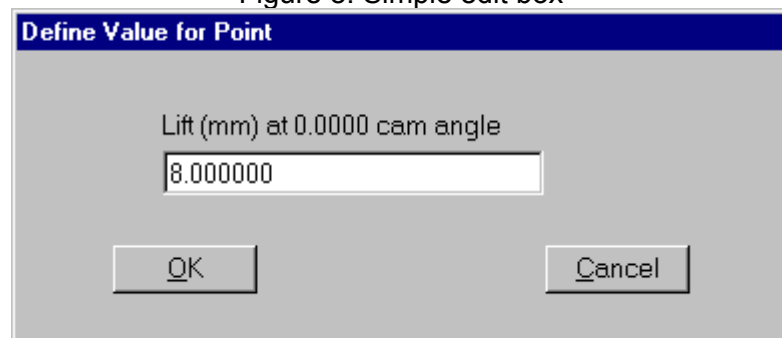 Figure 3: Simple edit box
Define Value for Point
Lift (mm) at 0.0000 cam angle
8.000000
OK
Cancel